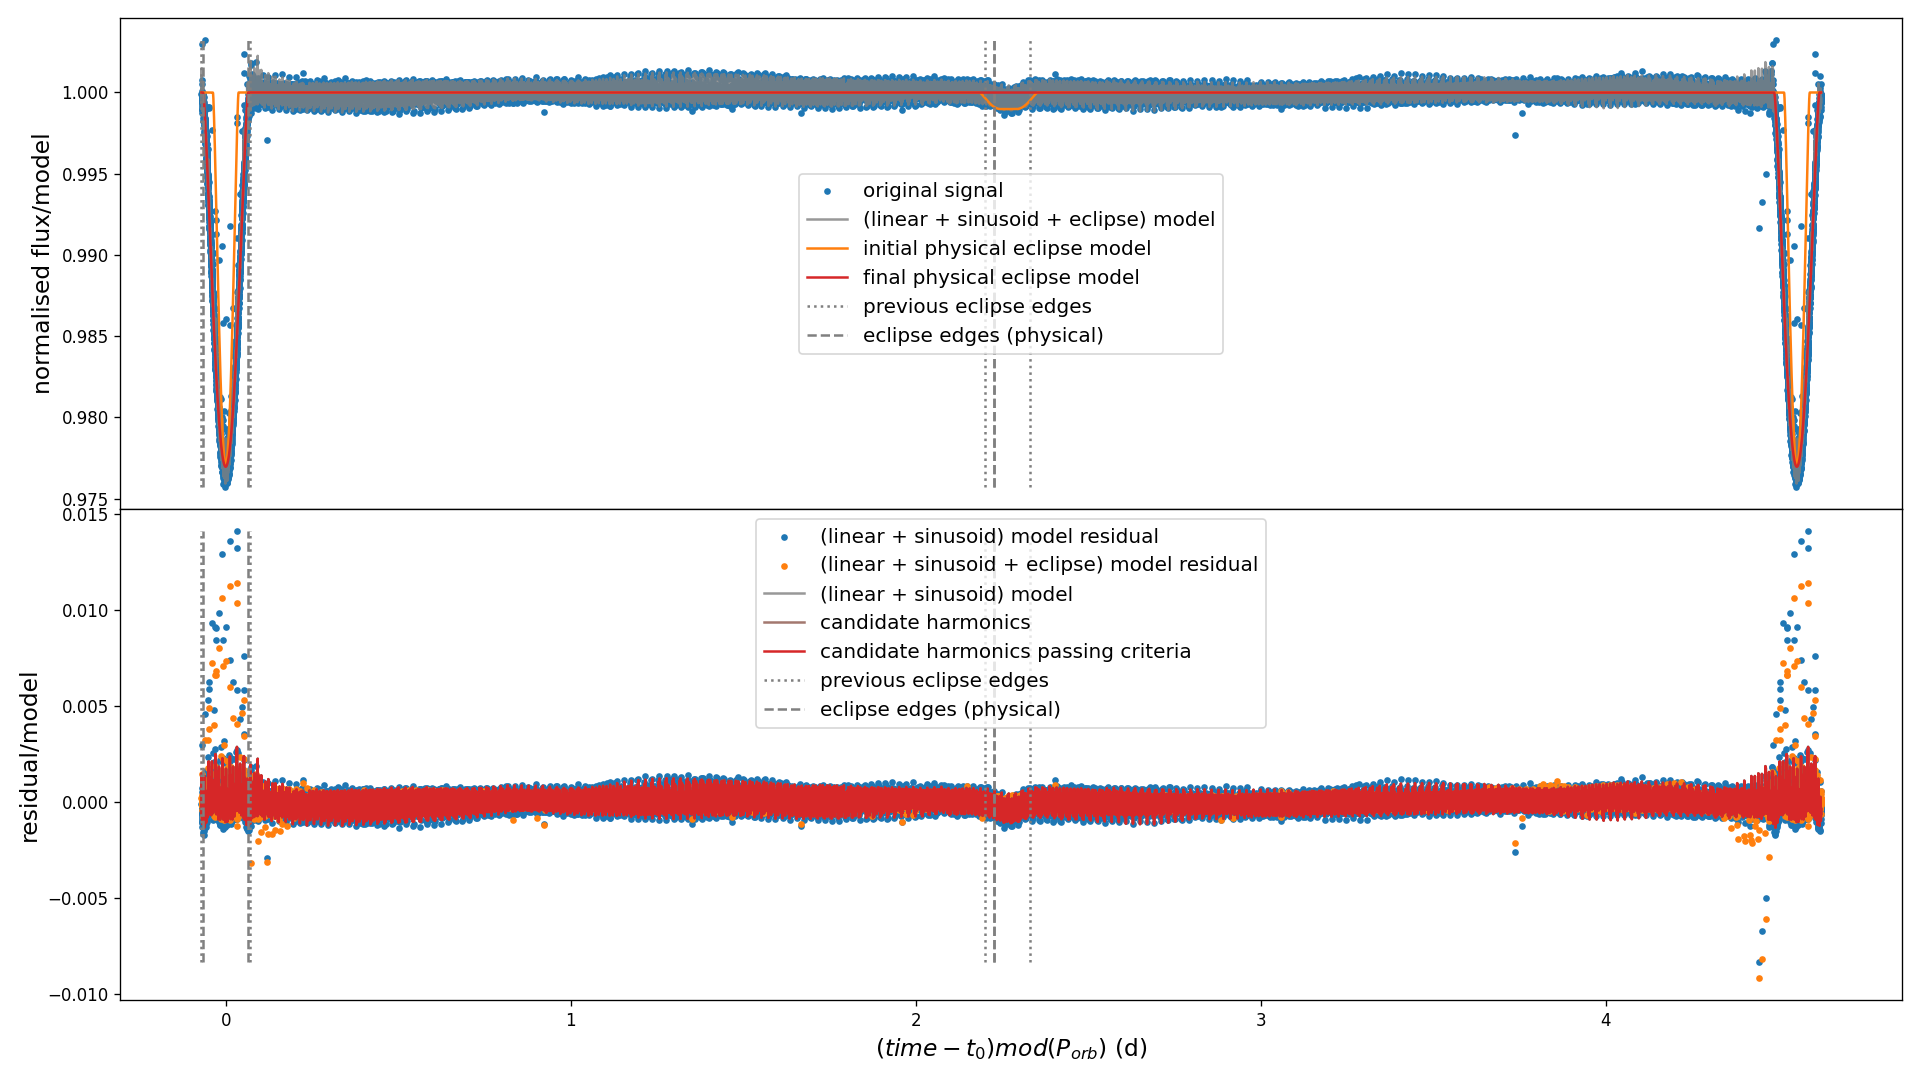 normalised flux/model
1.000
0.995
0.990
0.985
0.980
0.975
original signal
(linear + sinusoid + eclipse) model
initial physical eclipse model
final physical eclipse model
previous eclipse edges
eclipse edges (physical)
residual/model
0.015
0.010
0.005
0.000
−0.005
−0.010
(linear + sinusoid) model residual
(linear + sinusoid + eclipse) model residual
(linear + sinusoid) model
candidate harmonics
candidate harmonics passing criteria
previous eclipse edges
eclipse edges (physical)
0 1 2 3 4
(time − t₀)mod(P_orb) (d)